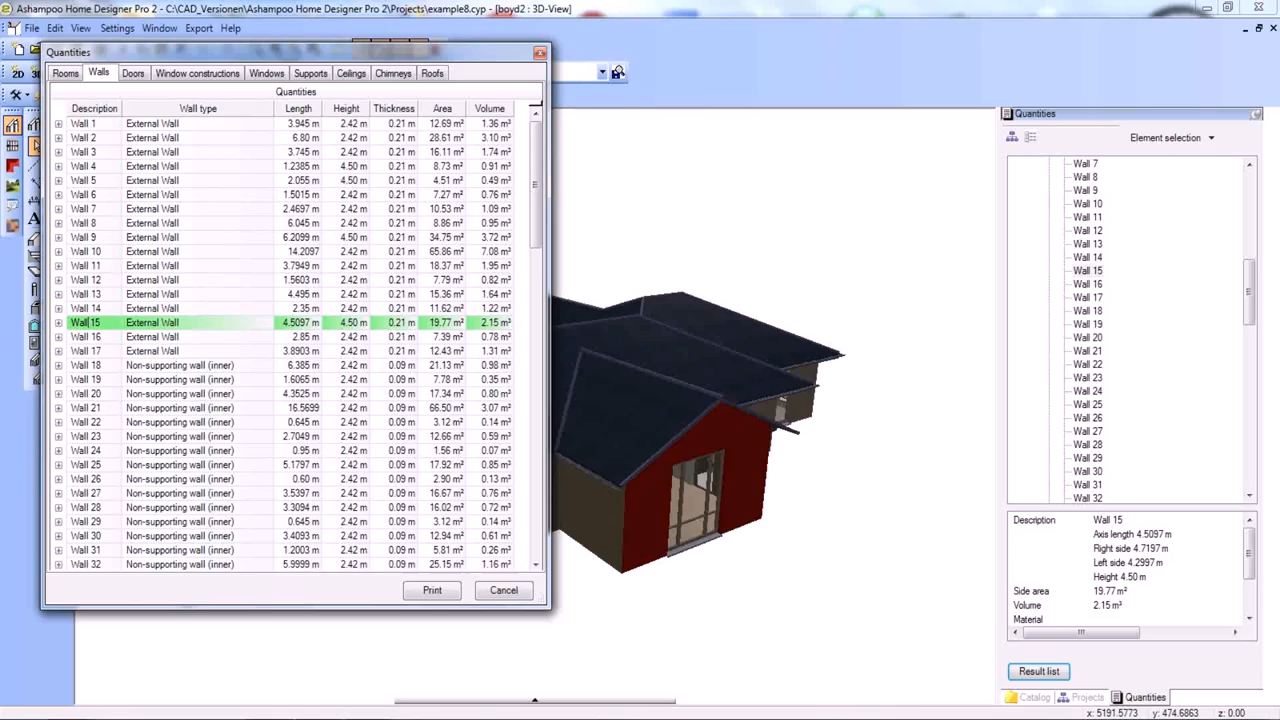 Ashampoo Home Designer Pro 2 - C:\CAD_Versionen\Ashampoo Home Designer Pro 2\Projects\example8.cyp - [boyd2 : 3D-View]
File Edit View Settings Window Export Help
Quantities
2D
Rooms Walls Doors Window constructions Windows Supports Ceilings Chimneys Roofs
Quantities
Description Wall type Length Height Thickness Area Volume
Wall 1 External Wall 3.945 m 2.42 m 0.21 m 12.69 m² 1.36 m³
Wall 2 External Wall 6.80 m 2.42 m 0.21 m 28.61 m² 3.10 m³
Wall 3 External Wall 3.745 m 2.42 m 0.21 m 16.11 m² 1.74 m³
Wall 4 External Wall 1.2385 m 4.50 m 0.21 m 8.73 m² 0.91 m³
Wall 5 External Wall 2.055 m 4.50 m 0.21 m 4.51 m² 0.49 m³
Wall 6 External Wall 1.5015 m 2.42 m 0.21 m 7.27 m² 0.76 m³
Wall 7 External Wall 2.4697 m 2.42 m 0.21 m 10.53 m² 1.09 m³
Wall 8 External Wall 6.045 m 2.42 m 0.21 m 8.86 m² 0.95 m³
Wall 9 External Wall 6.2099 m 4.50 m 0.21 m 34.75 m² 3.72 m³
Wall 10 External Wall 14.2097 2.42 m 0.21 m 65.86 m² 7.08 m³
Wall 11 External Wall 3.7949 m 2.42 m 0.21 m 18.37 m² 1.95 m³
Wall 12 External Wall 1.5603 m 2.42 m 0.21 m 7.79 m² 0.82 m³
Wall 13 External Wall 4.495 m 2.42 m 0.21 m 15.36 m² 1.64 m³
Wall 14 External Wall 2.35 m 2.42 m 0.21 m 11.62 m² 1.22 m³
Wall 15 External Wall 4.5097 m 4.50 m 0.21 m 19.77 m² 2.15 m³
Wall 16 External Wall 2.85 m 2.42 m 0.21 m 7.39 m² 0.78 m³
Wall 17 External Wall 3.8903 m 2.42 m 0.21 m 12.43 m² 1.31 m³
Wall 18 Non-supporting wall (inner) 6.385 m 2.42 m 0.09 m 21.13 m² 0.98 m³
Wall 19 Non-supporting wall (inner) 1.6065 m 2.42 m 0.09 m 7.78 m² 0.35 m³
Wall 20 Non-supporting wall (inner) 4.3525 m 2.42 m 0.09 m 17.34 m² 0.80 m³
Wall 21 Non-supporting wall (inner) 16.5699 2.42 m 0.09 m 66.50 m² 3.07 m³
Wall 22 Non-supporting wall (inner) 0.645 m 2.42 m 0.09 m 3.12 m² 0.14 m³
Wall 23 Non-supporting wall (inner) 2.7049 m 2.42 m 0.09 m 12.66 m² 0.59 m³
Wall 24 Non-supporting wall (inner) 0.95 m 2.42 m 0.09 m 1.56 m² 0.07 m³
Wall 25 Non-supporting wall (inner) 5.1797 m 2.42 m 0.09 m 17.92 m² 0.85 m³
Wall 26 Non-supporting wall (inner) 0.60 m 2.42 m 0.09 m 2.90 m² 0.13 m³
Wall 27 Non-supporting wall (inner) 3.5397 m 2.42 m 0.09 m 16.67 m² 0.76 m³
Wall 28 Non-supporting wall (inner) 3.3094 m 2.42 m 0.09 m 16.02 m² 0.72 m³
Wall 29 Non-supporting wall (inner) 0.645 m 2.42 m 0.09 m 3.12 m² 0.14 m³
Wall 30 Non-supporting wall (inner) 3.4093 m 2.42 m 0.09 m 12.94 m² 0.61 m³
Wall 31 Non-supporting wall (inner) 1.2003 m 2.42 m 0.09 m 5.81 m² 0.26 m³
Wall 32 Non-supporting wall (inner) 5.9999 m 2.42 m 0.09 m 25.15 m² 1.16 m³
Print Cancel
Quantities
Element selection
Wall 7
Wall 8
Wall 9
Wall 10
Wall 11
Wall 12
Wall 13
Wall 14
Wall 15
Wall 16
Wall 17
Wall 18
Wall 19
Wall 20
Wall 21
Wall 22
Wall 23
Wall 24
Wall 25
Wall 26
Wall 27
Wall 28
Wall 29
Wall 30
Wall 31
Wall 32
Description Wall 15
Axis length 4.5097 m
Right side 4.7197 m
Left side 4.2997 m
Height 4.50 m
Side area 19.77 m²
Volume 2.15 m³
Material
Result list
Catalog Projects Quantities
x: 5191.5773 y: 474.6863 z: 0.00